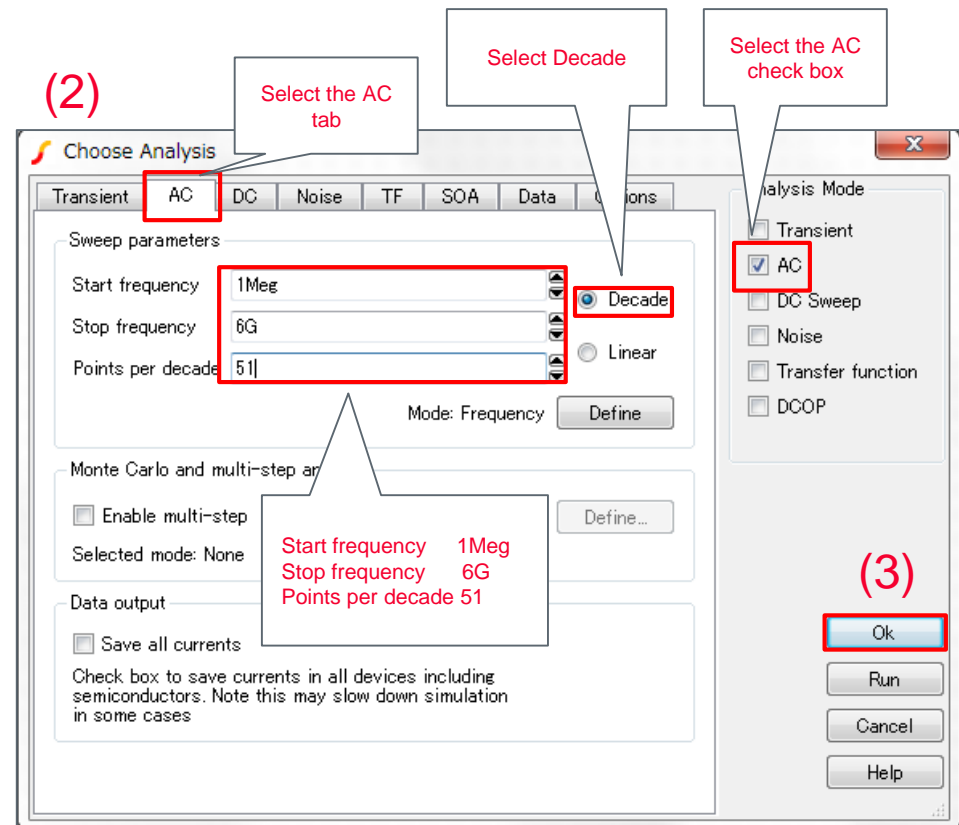 (2)
Select the AC
tab
Select Decade
Select the AC
check box
Choose Analysis
x
Transient AC DC Noise TF SOA Data
Sweep parameters
Start frequency 1Meg
Stop frequency 6G
Points per decade 51
Decade
Linear
Mode: Frequency Define
Monte Carlo and multi-step
Enable multi-step Define...
Selected mode: None
Start frequency 1Meg
Stop frequency 6G
Points per decade 51
Data output
Save all currents
Check box to save currents in all devices including
semiconductors. Note this may slow down simulation
in some cases
Mode
Transient
AC
DC Sweep
Noise
Transfer function
DCOP
(3)
Ok
Run
Cancel
Help